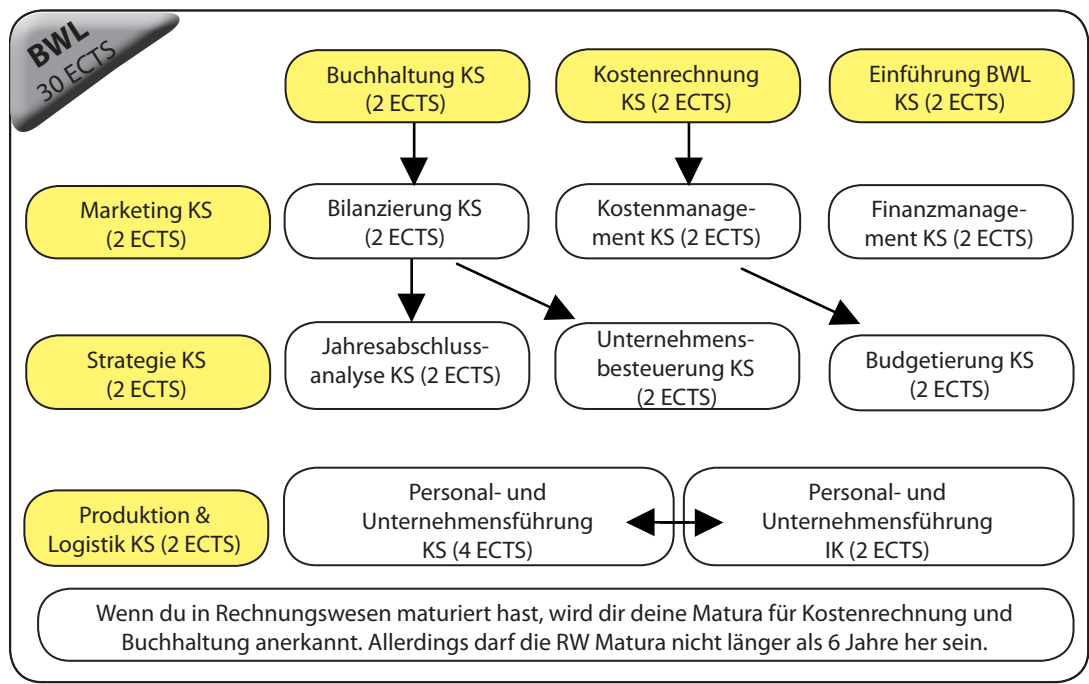 BWL
30 ECTS
Buchhaltung KS
(2 ECTS)
Kostenrechnung
KS (2 ECTS)
Einführung BWL
KS (2 ECTS)
Marketing KS
(2 ECTS)
Bilanzierung KS
(2 ECTS)
Kostenmanage-
ment KS (2 ECTS)
Finanzmanage-
ment KS (2 ECTS)
Strategie KS
(2 ECTS)
Jahresabschluss-
analyse KS (2 ECTS)
Unternehmens-
besteuerung KS
(2 ECTS)
Budgetierung KS
(2 ECTS)
Produktion &
Logistik KS (2 ECTS)
Personal- und
Unternehmensführung
KS (4 ECTS)
Personal- und
Unternehmensführung
IK (2 ECTS)
Wenn du in Rechnungswesen maturiert hast, wird dir deine Matura für Kostenrechnung und
Buchhaltung anerkannt. Allerdings darf die RW Matura nicht länger als 6 Jahre her sein.